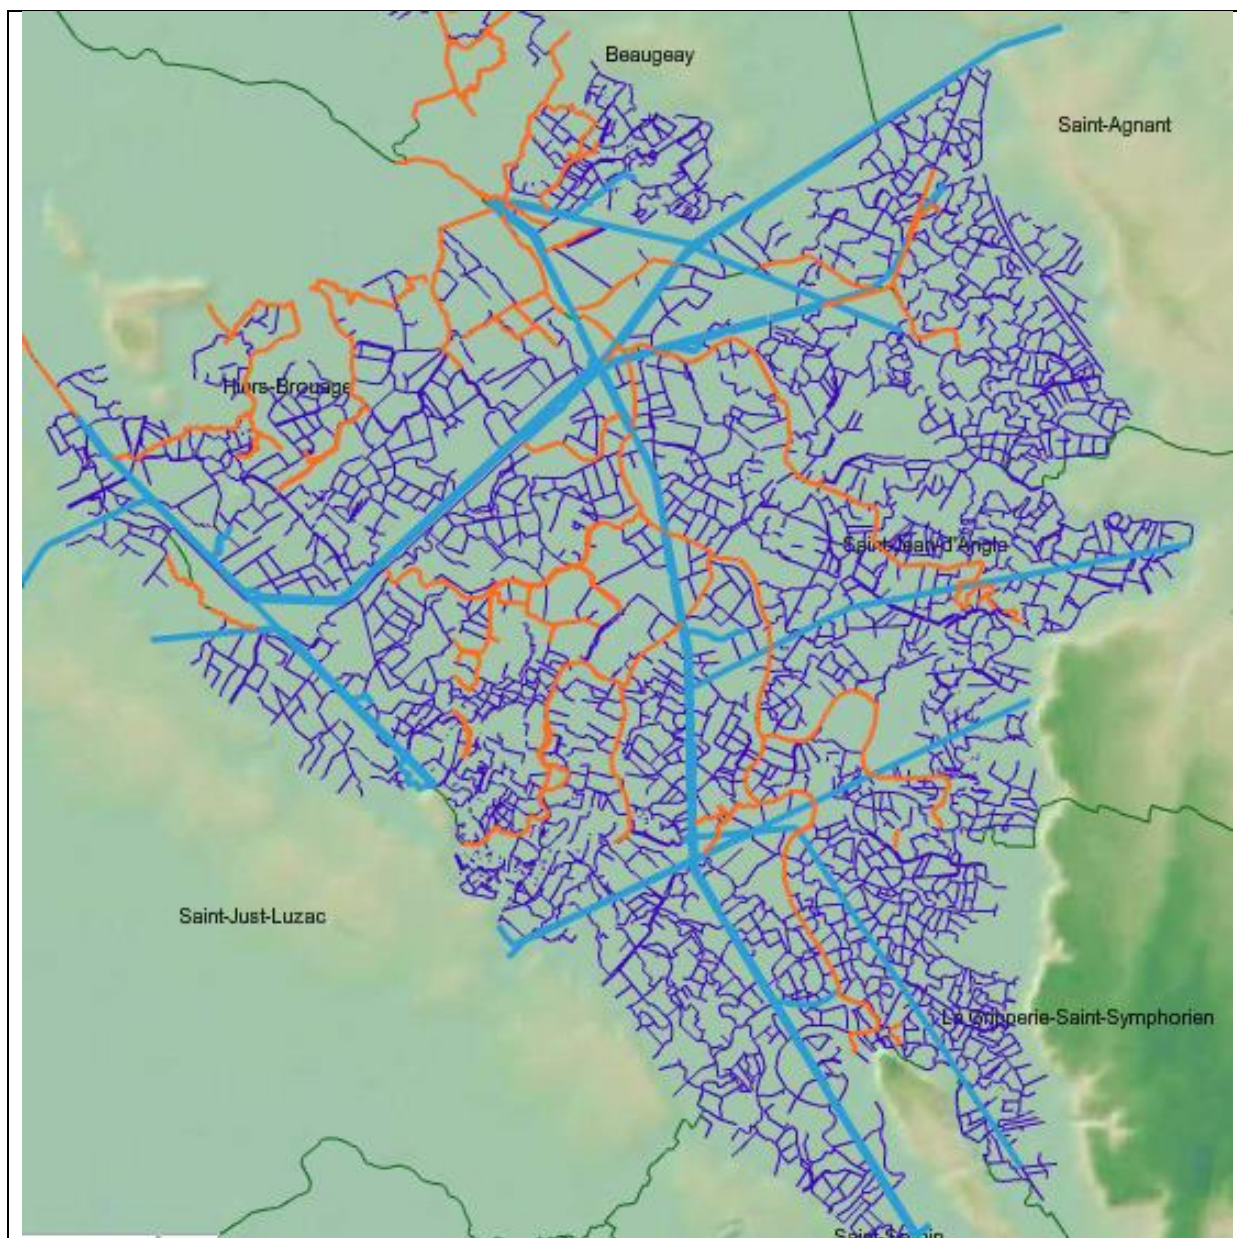 Beaugeay
Saint-Agnant
Hiers-Brouage
Saint-Jean-d'Angle
Saint-Just-Luzac
La Gripperie-Saint-Symphorien